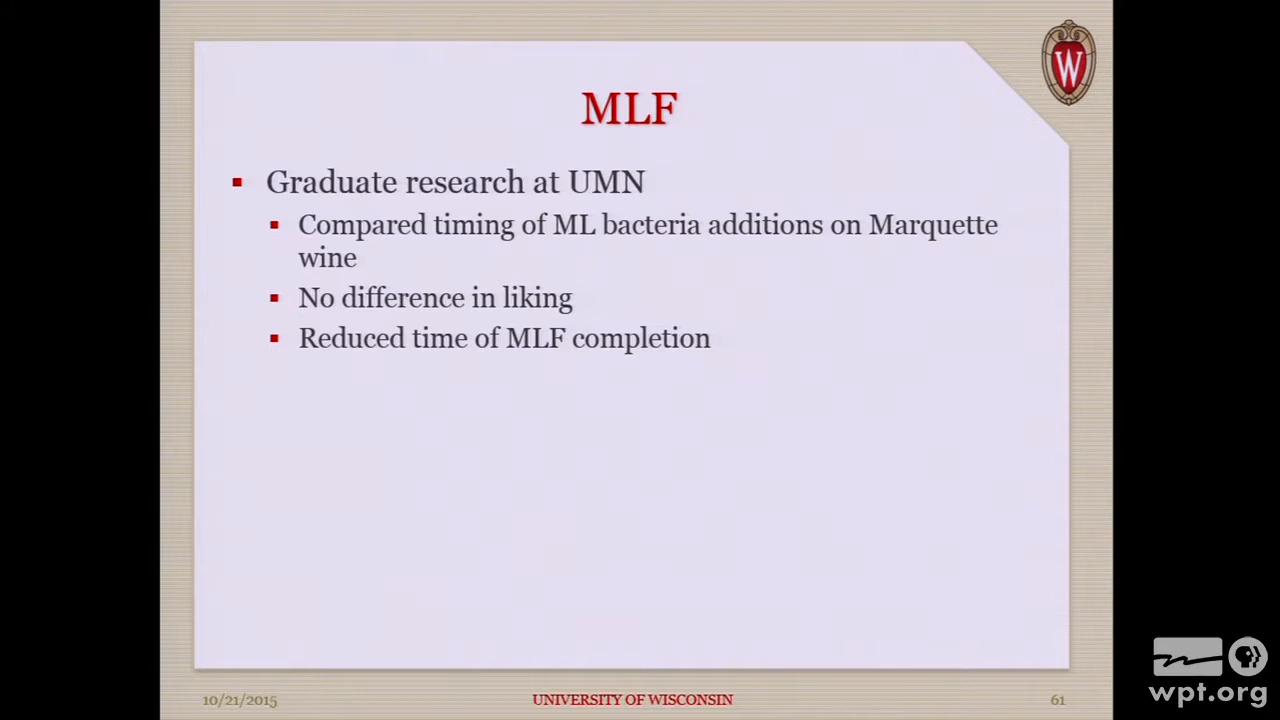 W
MLF
Graduate research at UMN
Compared timing of ML bacteria additions on Marquette
wine
No difference in liking
Reduced time of MLF completion
10/21/2015
UNIVERSITY OF WISCONSIN
61
wpt.org